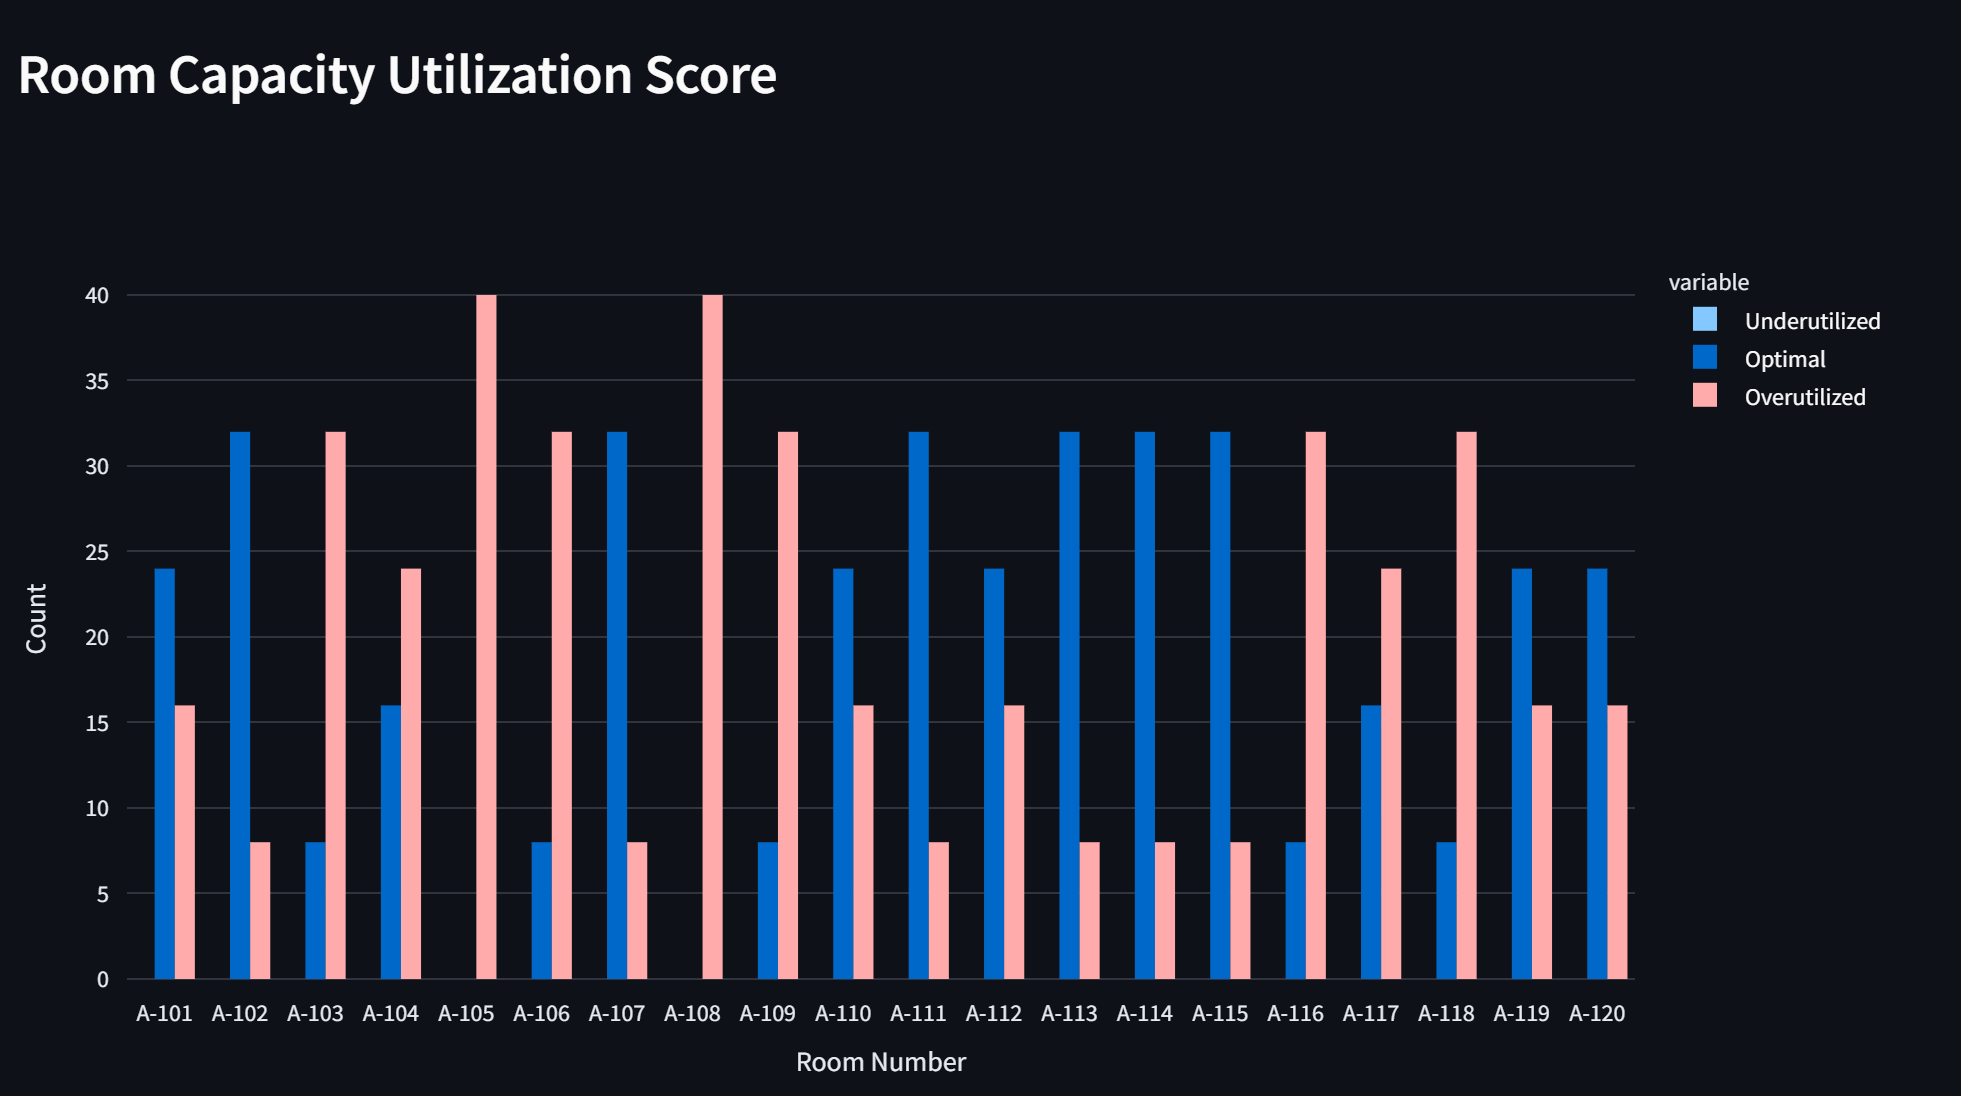 Room Capacity Utilization Score
variable
Underutilized
Optimal
Overutilized
Count
40
35
30
25
20
15
10
5
0
A-101 A-102 A-103 A-104 A-105 A-106 A-107 A-108 A-109 A-110 A-111 A-112 A-113 A-114 A-115 A-116 A-117 A-118 A-119 A-120
Room Number